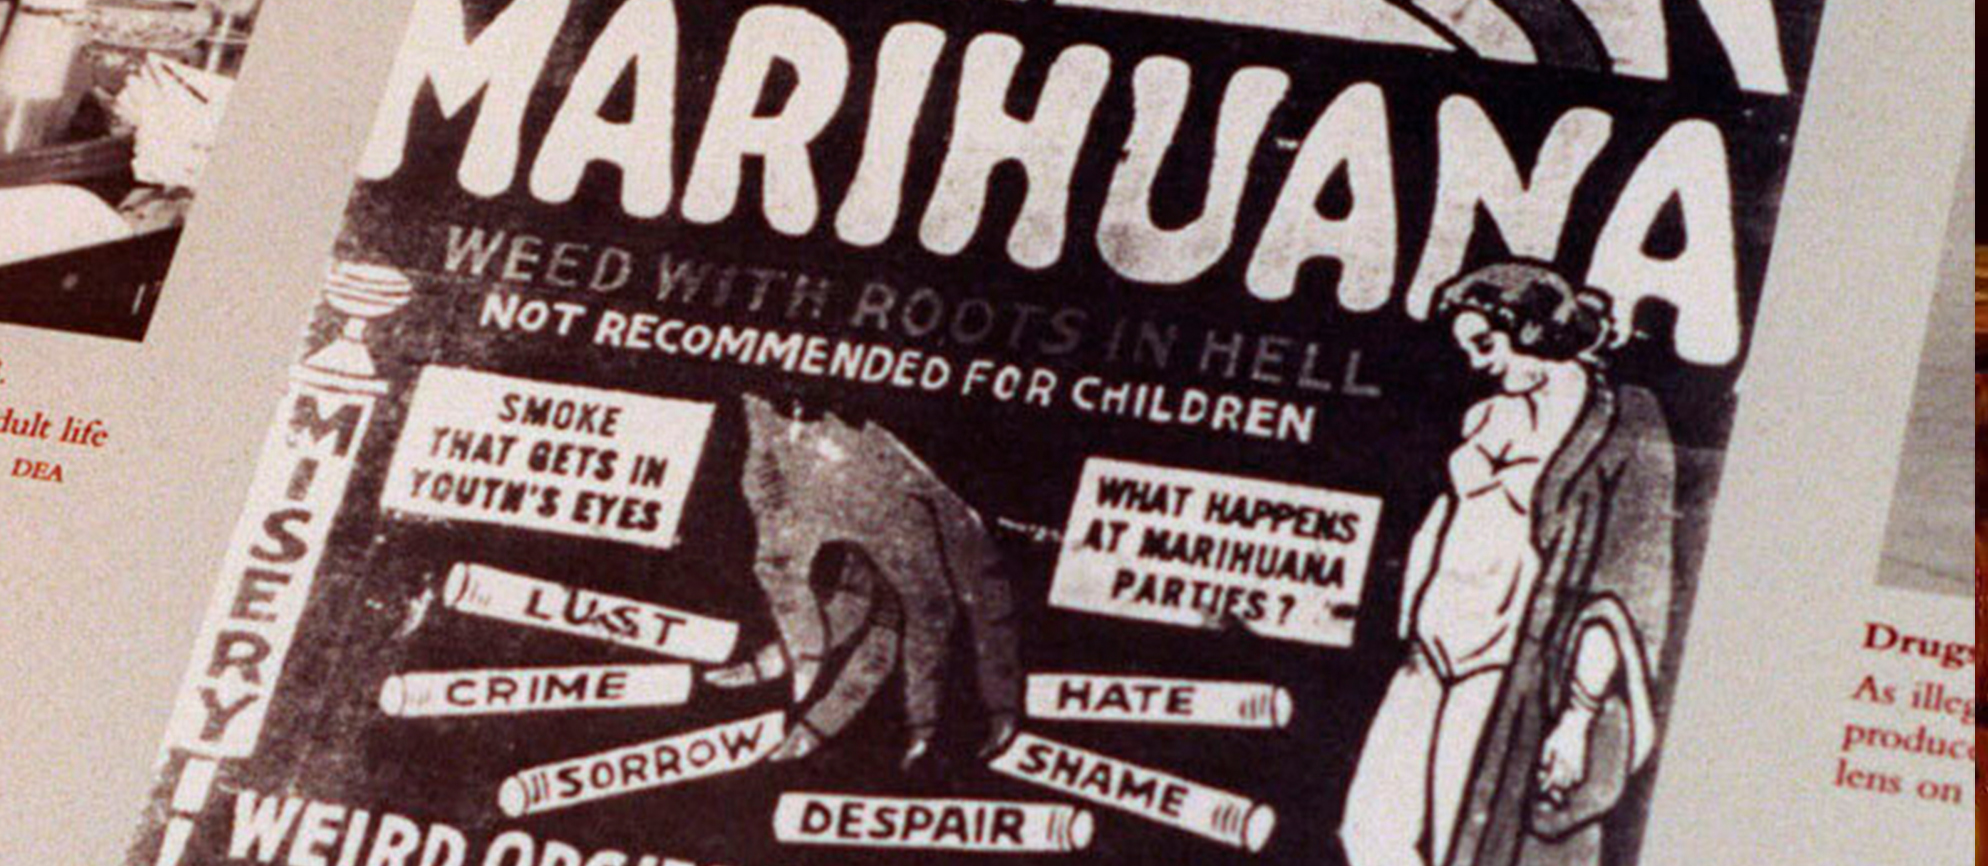 MARIHUANA
WEED WITH ROOTS IN HELL
NOT RECOMMENDED FOR CHILDREN
SMOKE
THAT GETS IN
YOUTH'S EYES
WHAT HAPPENS
AT MARIHUANA
PARTIES?
MISERY
LUST
CRIME
SORROW
HATE
SHAME
DESPAIR
WEIRD
dult life
DEA
Drugs
As illeg
produc
lens on